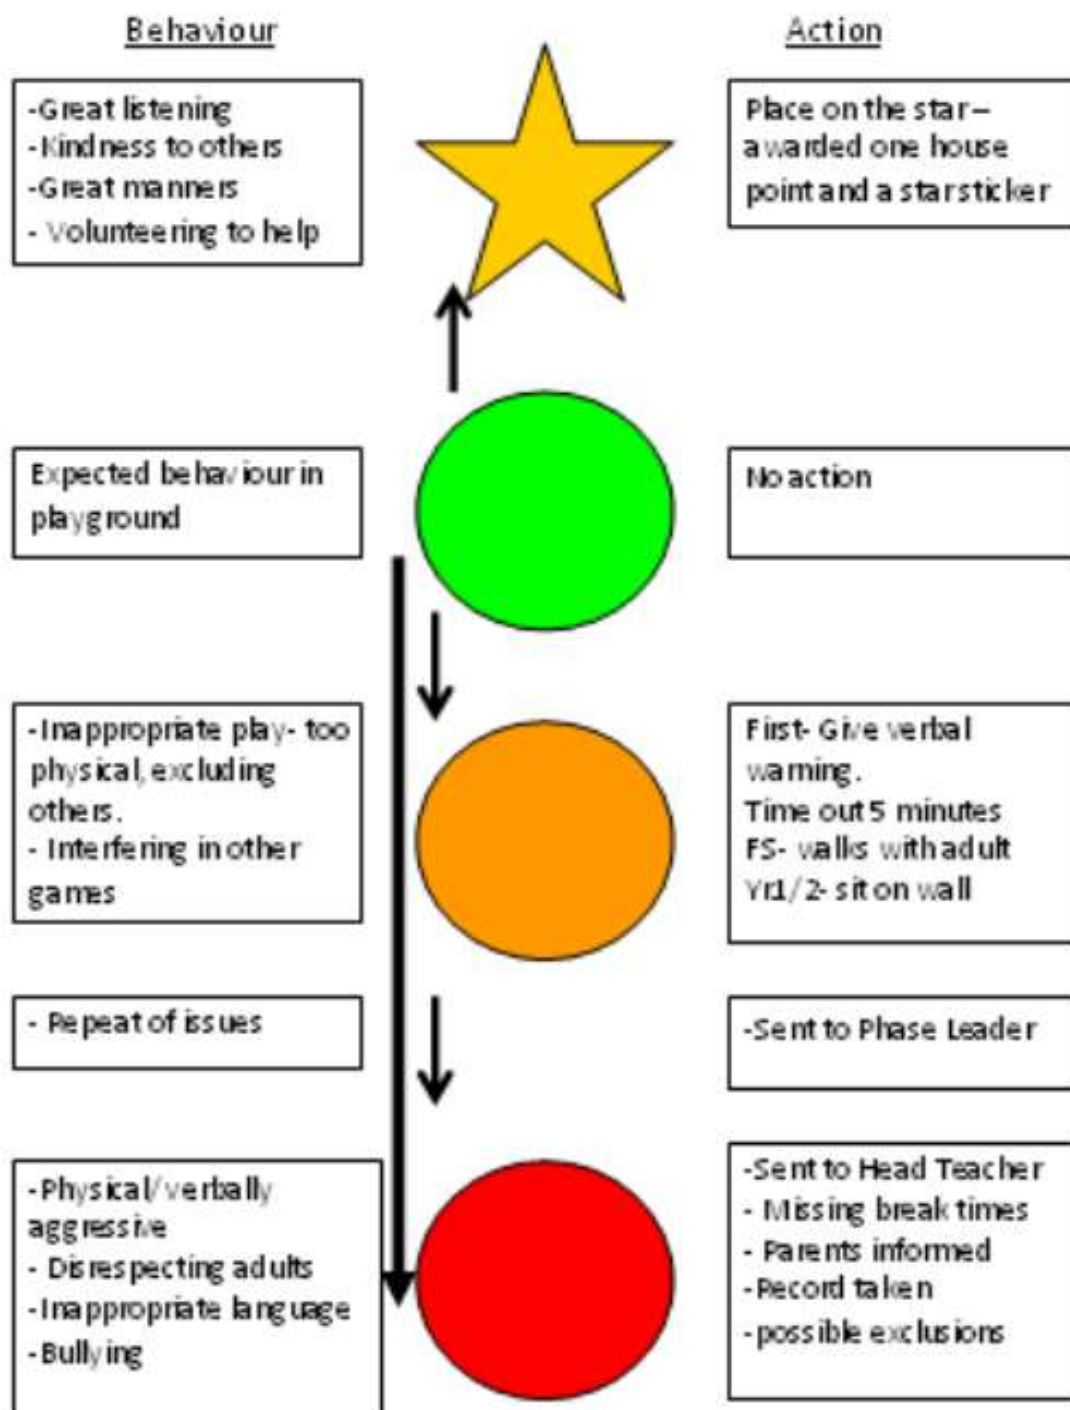 Behaviour
Action
-Great listening
-Kindness to others
-Great manners
- Volunteering to help
Place on the star –
awarded one house
point and a star sticker
Expected behaviour in
playground
No action
-Inappropriate play- too
physical, excluding
others.
- Interfering in other
games
First- Give verbal
warning.
Time out 5 minutes
FS- walks with adult
Yr1/2- sit on wall
- Repeat of issues
-Sent to Phase Leader
-Physical/verbally
aggressive
- Disrespecting adults
-Inappropriate language
-Bullying
-Sent to Head Teacher
- Missing break times
- Parents informed
-Record taken
-possible exclusions